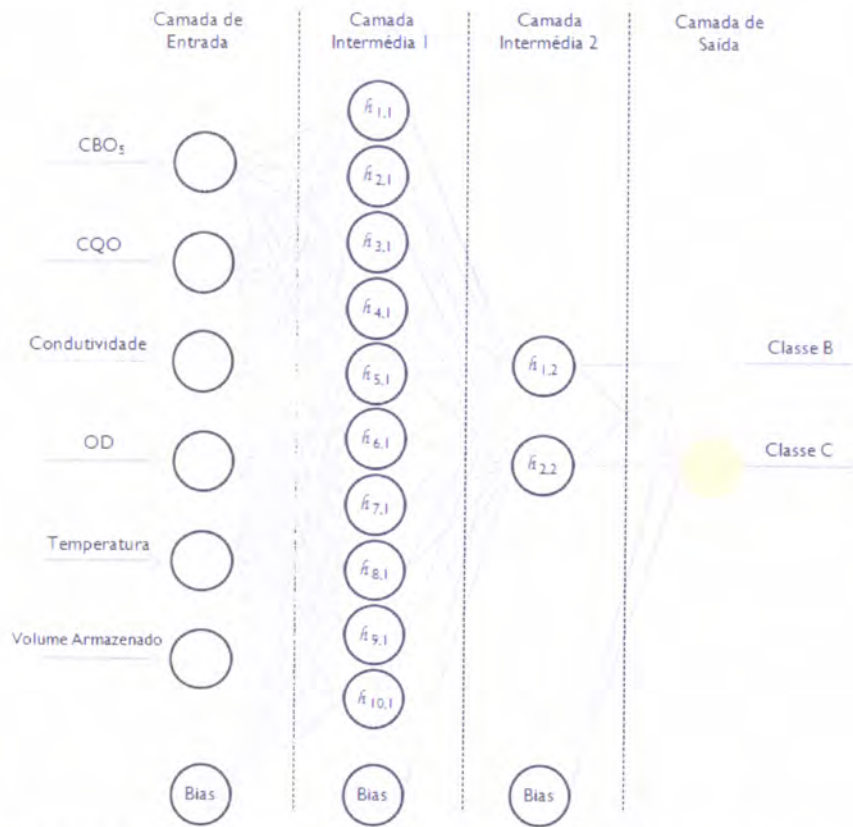 Camada de
Entrada
Camada
Intermédia 1
Camada
Intermédia 2
Camada de
Saída
CBO₅
CQO
Condutividade
OD
Temperatura
Volume Armazenado
Bias
h₁,₁
h₂,₁
h₃,₁
h₄,₁
h₅,₁
h₆,₁
h₇,₁
h₈,₁
h₉,₁
h₁₀,₁
Bias
h₁,₂
h₂,₂
Bias
Classe B
Classe C